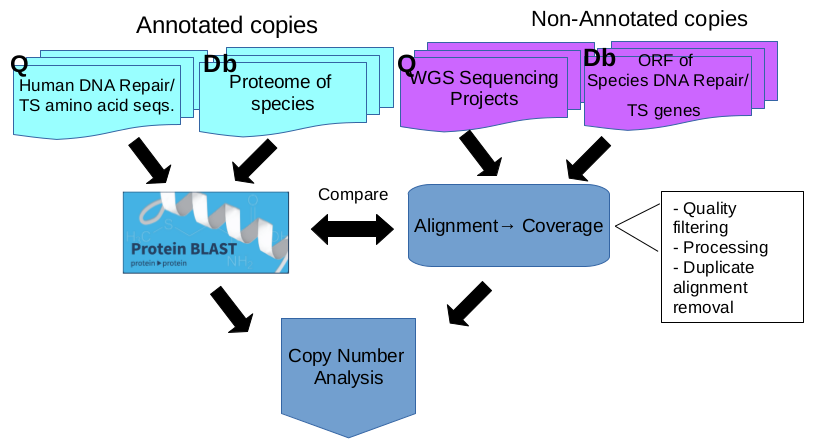 Annotated copies
Non-Annotated copies
Q
Human DNA Repair/
TS amino acid seqs.
Db
Proteome of
species
Q
WGS Sequencing
Projects
Db
ORF of
Species DNA Repair/
TS genes
Protein BLAST
protein ▸ protein
H₃C
S
O
NH₂
Compare
Alignment→ Coverage
- Quality
filtering
- Processing
- Duplicate
alignment
removal
Copy Number
Analysis